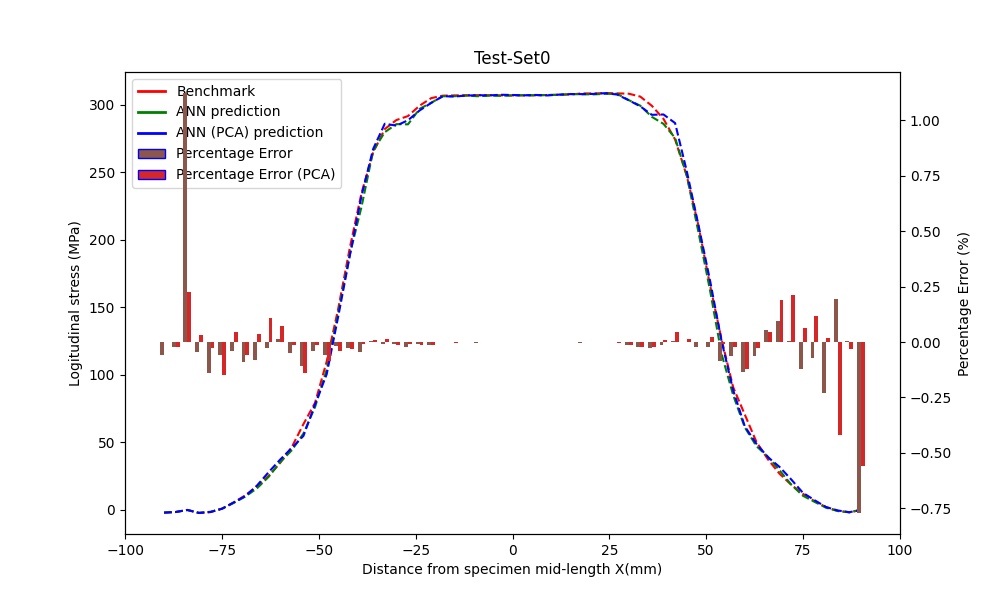 Test-Set0
Benchmark
ANN prediction
ANN (PCA) prediction
Percentage Error
Percentage Error (PCA)
Logitudinal stress (MPa)
300
250
200
150
100
50
0
1.00
0.75
0.50
0.25
0.00
−0.25
−0.50
−0.75
Percentage Error (%)
−100
−75
−50
−25
0
25
50
75
100
Distance from specimen mid-length X(mm)